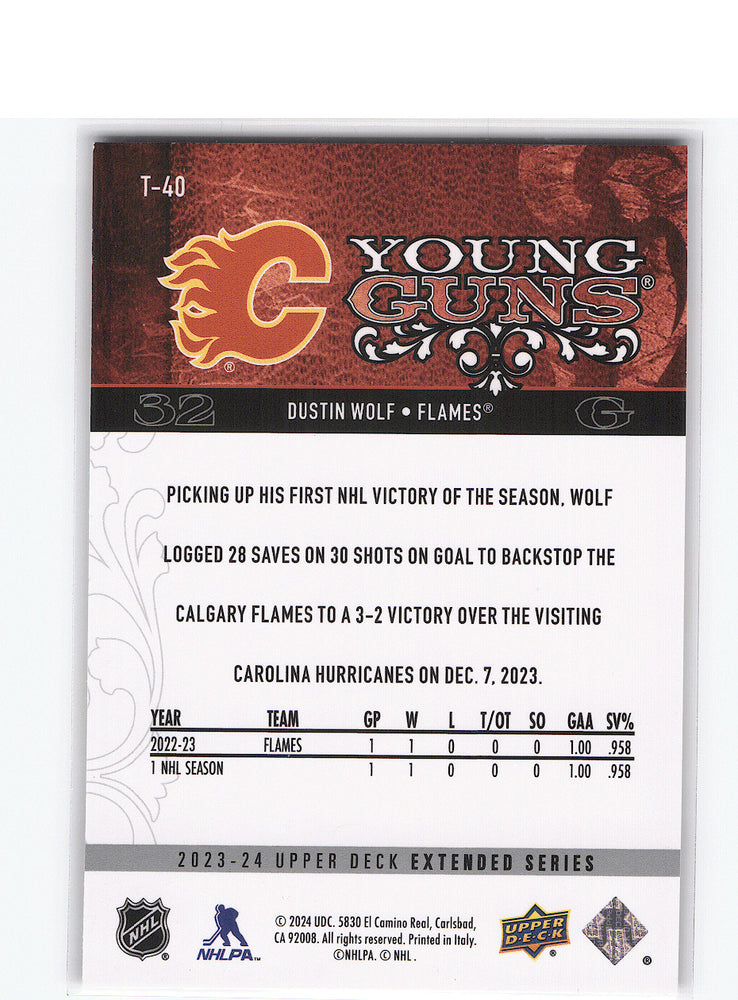 T-40
YOUNG
GUNS®
®
32 DUSTIN WOLF • FLAMES® G
PICKING UP HIS FIRST NHL VICTORY OF THE SEASON, WOLF
LOGGED 28 SAVES ON 30 SHOTS ON GOAL TO BACKSTOP THE
CALGARY FLAMES TO A 3-2 VICTORY OVER THE VISITING
CAROLINA HURRICANES ON DEC. 7, 2023.
YEAR TEAM GP W L T/OT SO GAA SV%
2022-23 FLAMES 1 1 0 0 0 1.00 .958
1 NHL SEASON 1 1 0 0 0 1.00 .958
2023-24 UPPER DECK EXTENDED SERIES
NHL ®
NHLPA™
© 2024 UDC. 5830 El Camino Real, Carlsbad,
CA 92008. All rights reserved. Printed in Italy.
©NHLPA. © NHL.
UPPER
D·E·C·K ®
®